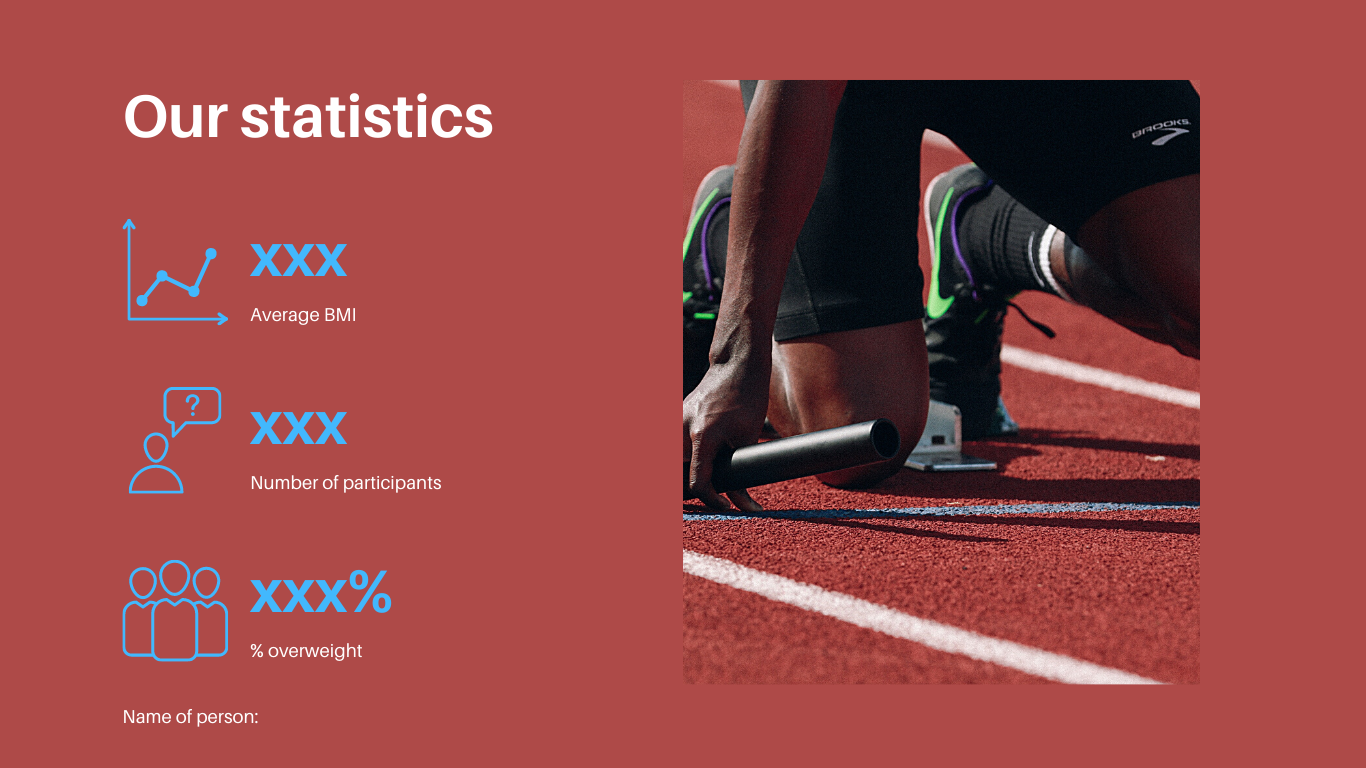 Our statistics
xxx
Average BMI
?
xxx
Number of participants
xxx%
% overweight
Name of person:
BROOKS